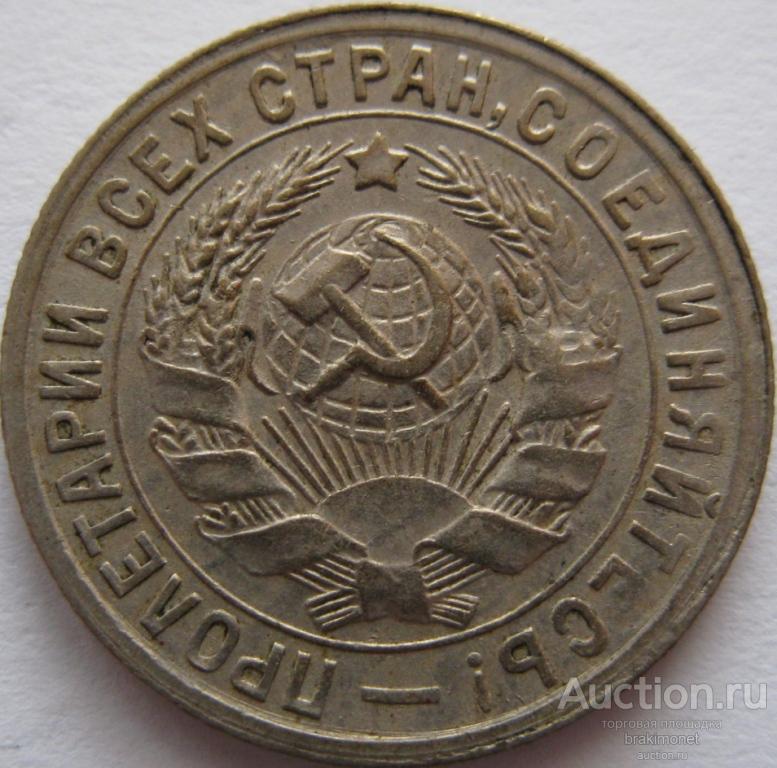 ПРОЛЕТАРИИ ВСЕХ СТРАН, СОЕДИНЯЙТЕСЬ! —
Auction.ru
торговая площадка
brakimonet
auction.ru